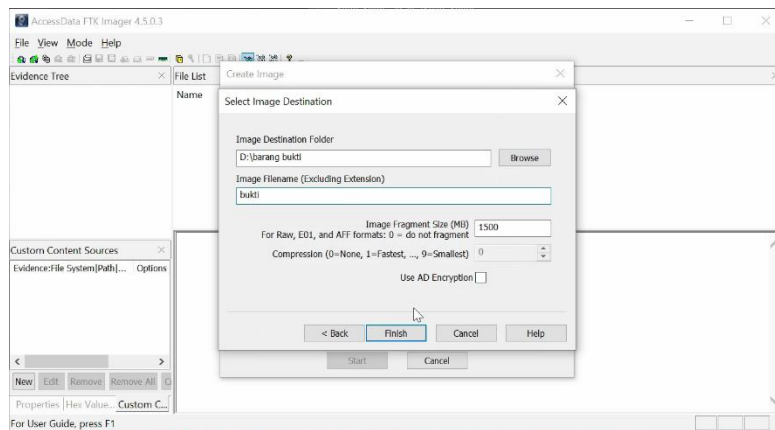 AccessData FTK Imager 4.5.0.3
File View Mode Help
Evidence Tree
File List
Name
Create Image
Select Image Destination
Image Destination Folder
D:\barang bukti
Browse
Image Filename (Excluding Extension)
bukti
Image Fragment Size (MB)
For Raw, E01, and AFF formats: 0 = do not fragment
1500
Compression (0=None, 1=Fastest, ..., 9=Smallest)
0
Use AD Encryption
< Back Finish Cancel Help
Start Cancel
Custom Content Sources
Evidence:File System|Path|... Options
New Edit Remove Remove All
Properties Hex Value... Custom C...
For User Guide, press F1